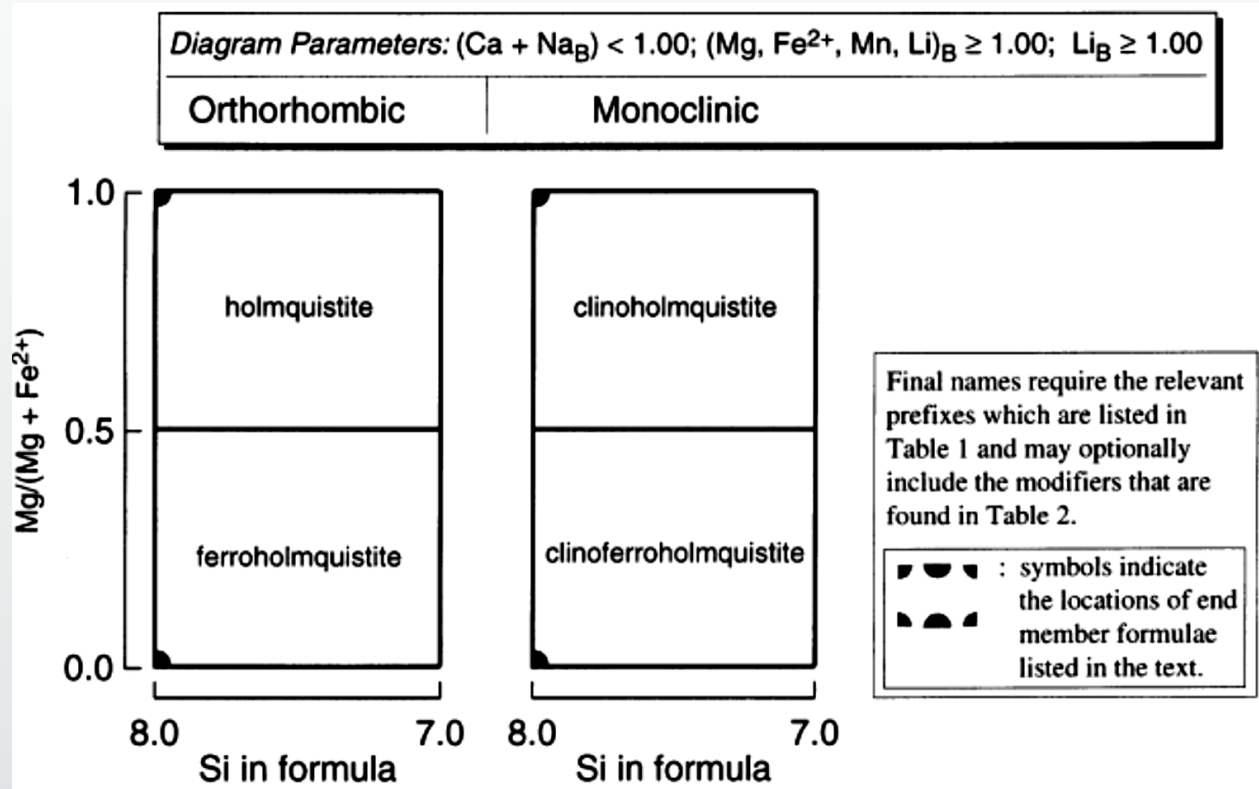 Diagram Parameters: (Ca + NaB) < 1.00; (Mg, Fe2+, Mn, Li)B ≥ 1.00; LiB ≥ 1.00
Orthorhombic
Monoclinic
Mg/(Mg + Fe2+)
1.0
0.5
0.0
holmquistite
ferroholmquistite
8.0
7.0
Si in formula
clinoholmquistite
clinoferroholmquistite
8.0
7.0
Si in formula
Final names require the relevant
prefixes which are listed in
Table 1 and may optionally
include the modifiers that are
found in Table 2.
: symbols indicate
the locations of end
member formulae
listed in the text.